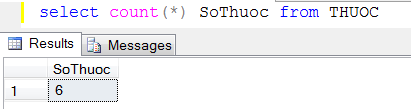 select count(*) SoThuoc from THUOC
Results Messages
SoThuoc
1 6